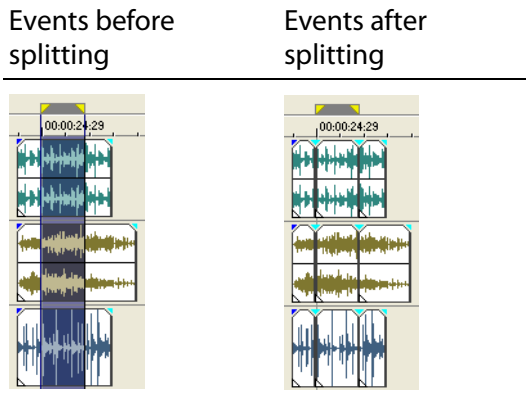 Events before
splitting
Events after
splitting
00:00:24:29
00:00:24:29